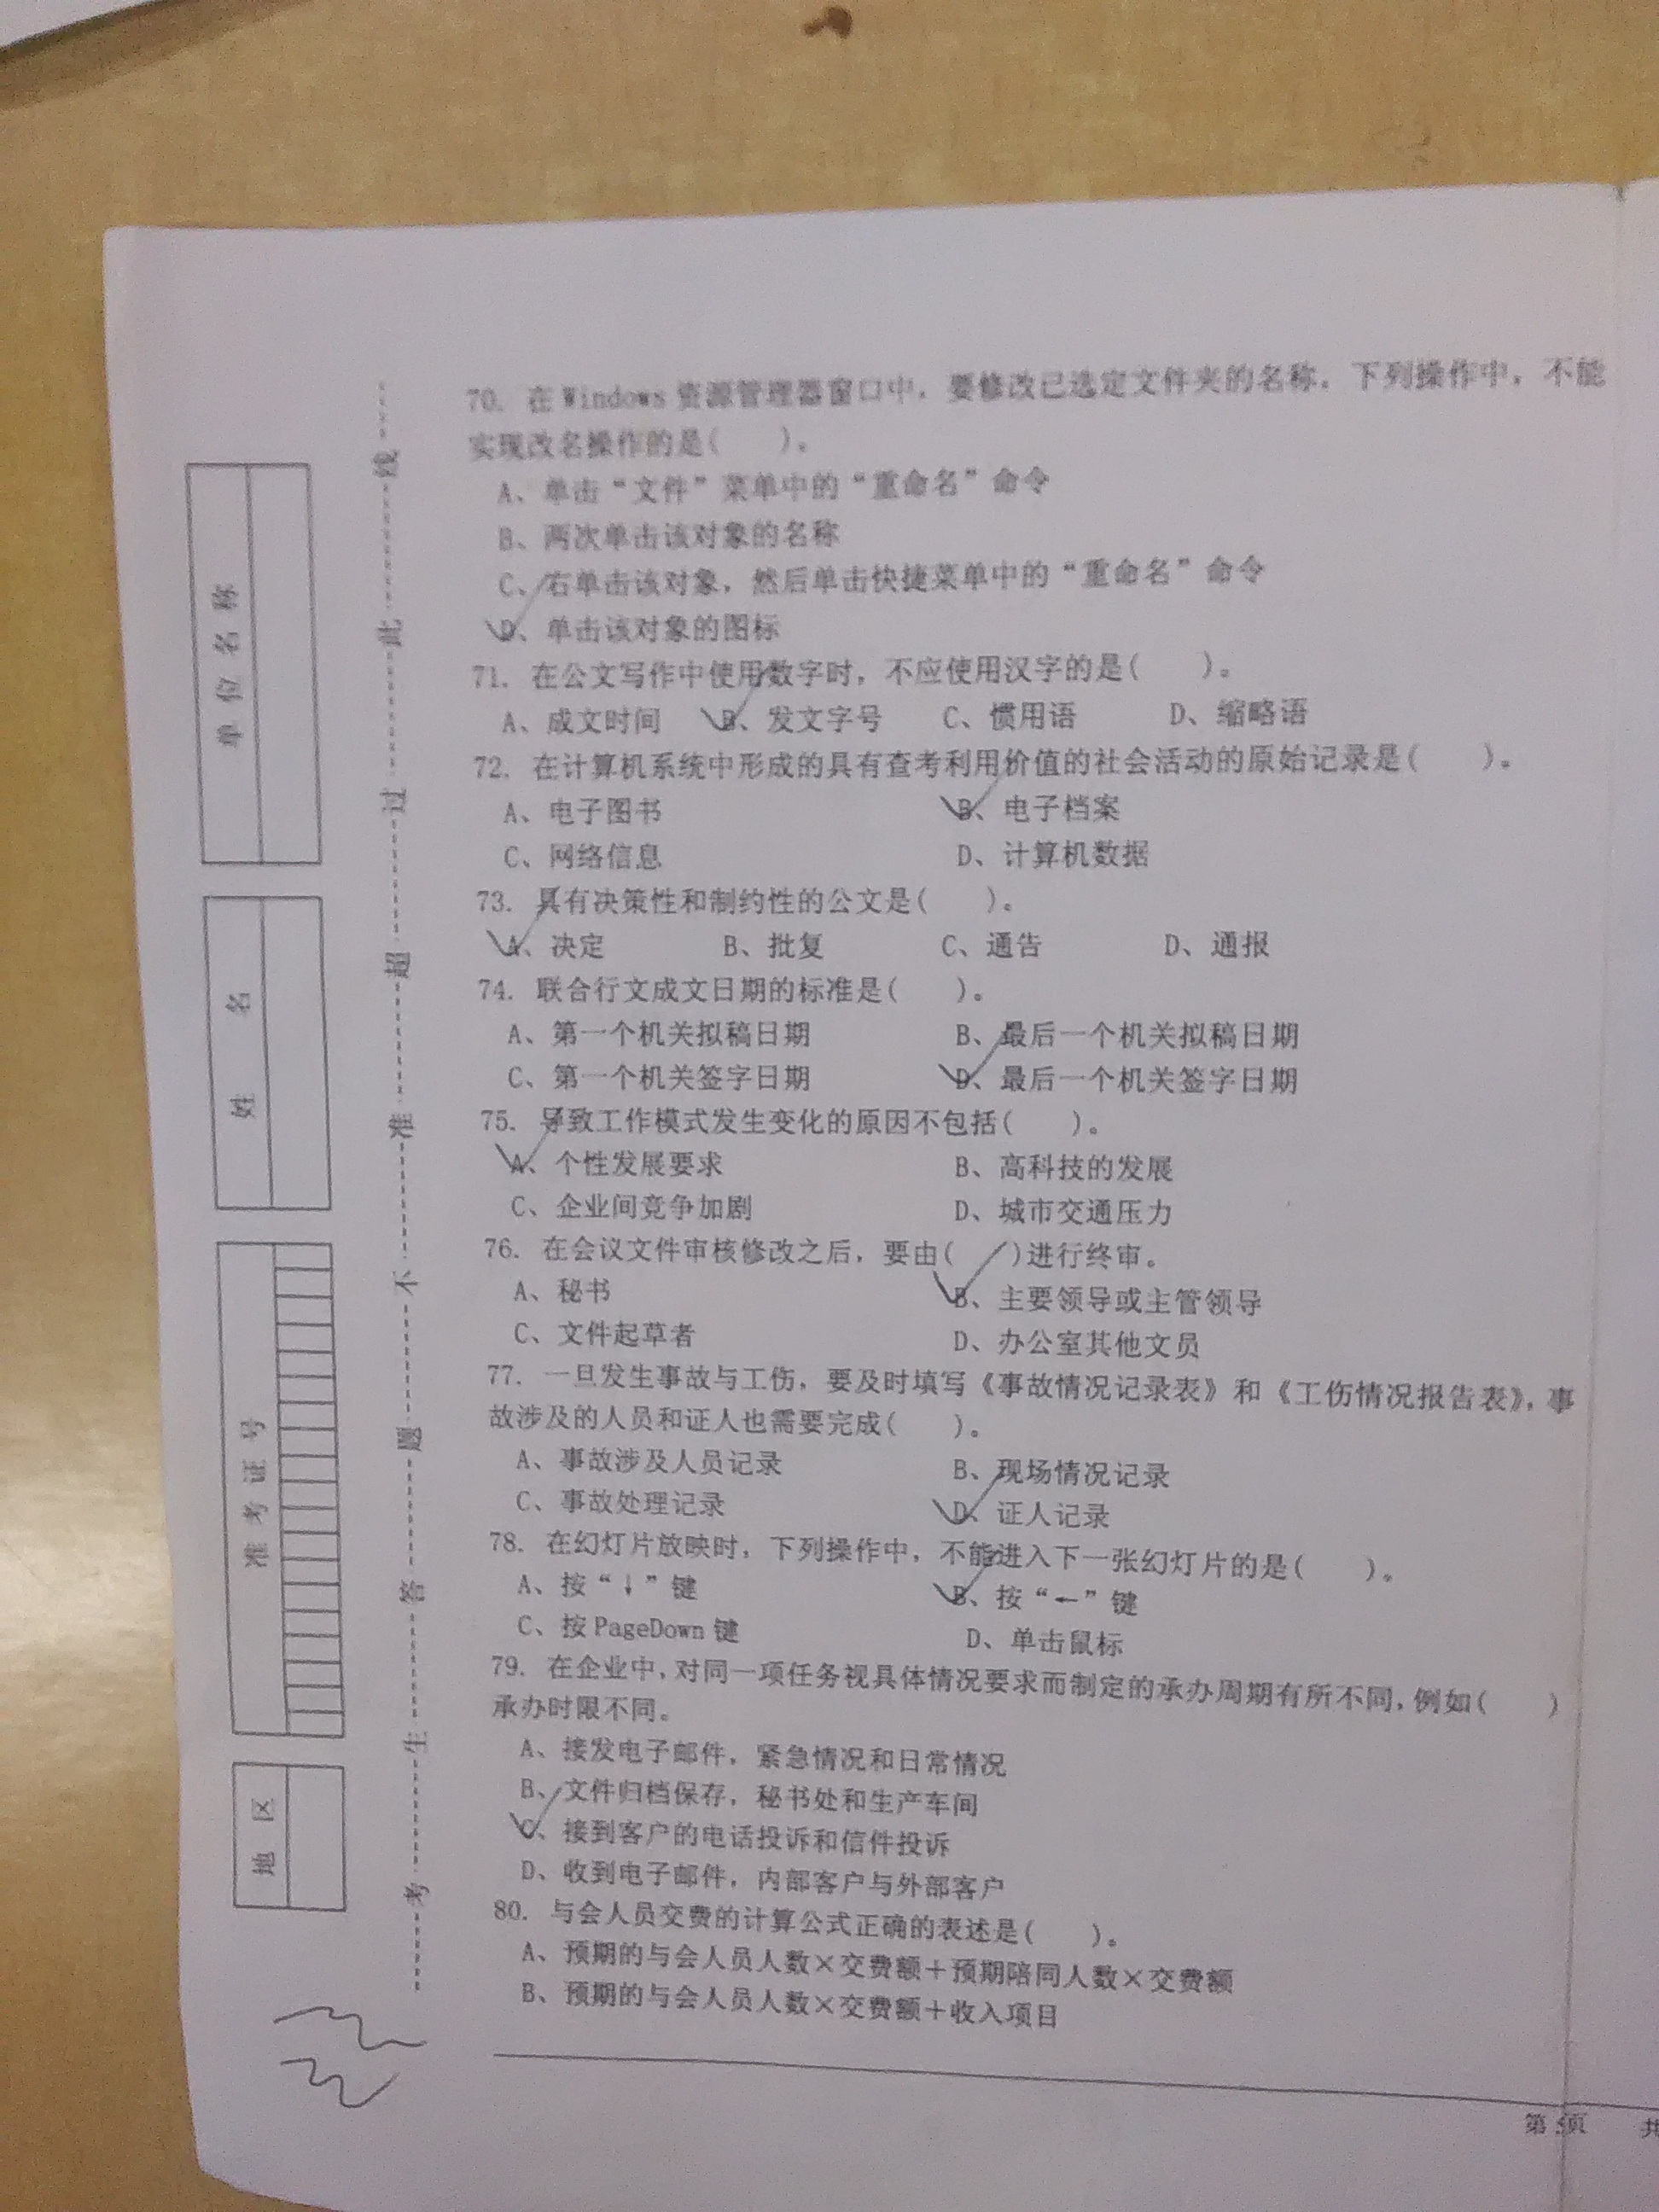 70. 在Windows 资源管理器窗口中，要修改已选定文件夹的名称，下列操作中，不能
实现改名操作的是(　　)。
A、单击“文件”菜单中的“重命名”命令
B、两次单击该对象的名称
C、右单击该对象，然后单击快捷菜单中的“重命名”命令
D、单击该对象的图标
71. 在公文写作中使用数字时，不应使用汉字的是(　　)。
A、成文时间　B、发文字号　C、惯用语　D、缩略语
72. 在计算机系统中形成的具有查考利用价值的社会活动的原始记录是(　　)。
A、电子图书　B、电子档案
C、网络信息　D、计算机数据
73. 具有决策性和制约性的公文是(　　)。
A、决定　B、批复　C、通告　D、通报
74. 联合行文成文日期的标准是(　　)。
A、第一个机关拟稿日期　B、最后一个机关拟稿日期
C、第一个机关签字日期　D、最后一个机关签字日期
75. 导致工作模式发生变化的原因不包括(　　)。
A、个性发展要求　B、高科技的发展
C、企业间竞争加剧　D、城市交通压力
76. 在会议文件审核修改之后，要由(　　)进行终审。
A、秘书　B、主要领导或主管领导
C、文件起草者　D、办公室其他文员
77. 一旦发生事故与工伤，要及时填写《事故情况记录表》和《工伤情况报告表》，事
故涉及的人员和证人也需要完成(　　)。
A、事故涉及人员记录　B、现场情况记录
C、事故处理记录　D、证人记录
78. 在幻灯片放映时，下列操作中，不能进入下一张幻灯片的是(　　)。
A、按“↓”键　B、按“←”键
C、按PageDown键　D、单击鼠标
79. 在企业中，对同一项任务视具体情况要求而制定的承办周期有所不同，例如(　　)
承办时限不同。
A、接发电子邮件，紧急情况和日常情况
B、文件归档保存，秘书处和生产车间
C、接到客户的电话投诉和信件投诉
D、收到电子邮件，内部客户与外部客户
80. 与会人员交费的计算公式正确的表述是(　　)。
A、预期的与会人员人数×交费额＋预期陪同人数×交费额
B、预期的与会人员人数×交费额＋收入项目
第 页　共
考生答题不准超过此线
地区
准考证号
姓名
单位名称